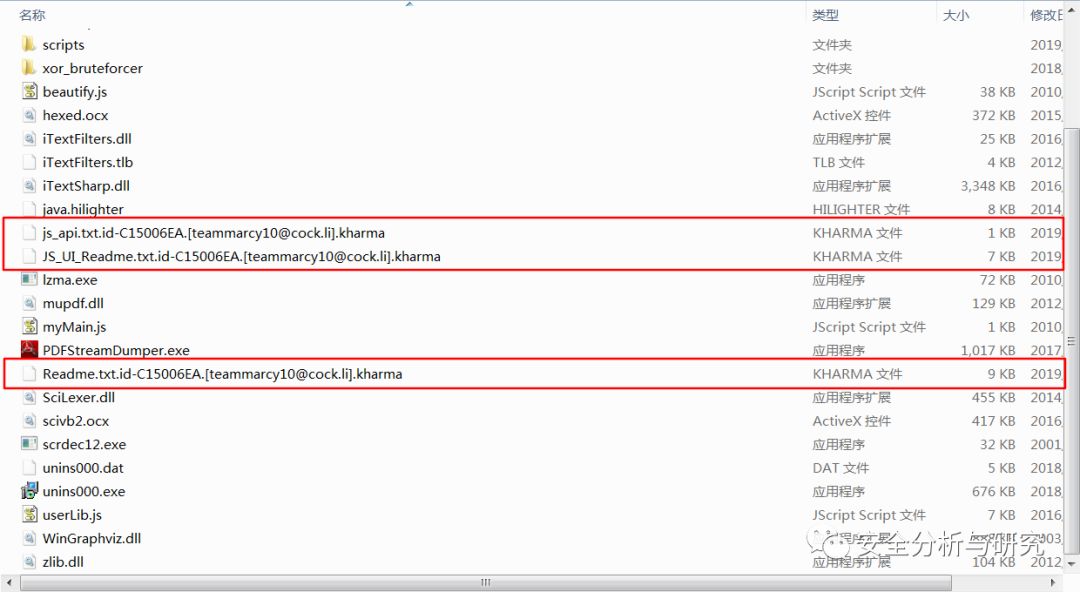 名称 类型 大小 修改日
scripts 文件夹 2019
xor_bruteforcer 文件夹 2018
beautify.js JScript Script 文件 38 KB 2010
hexed.ocx ActiveX 控件 372 KB 2015
iTextFilters.dll 应用程序扩展 25 KB 2016
iTextFilters.tlb TLB 文件 4 KB 2012
iTextSharp.dll 应用程序扩展 3,348 KB 2016
java.hilighter HILIGHTER 文件 8 KB 2014
js_api.txt.id-C15006EA.[teammarcy10@cock.li].kharma KHARMA 文件 1 KB 2019
JS_UI_Readme.txt.id-C15006EA.[teammarcy10@cock.li].kharma KHARMA 文件 7 KB 2019
lzma.exe 应用程序 72 KB 2010
mupdf.dll 应用程序扩展 129 KB 2012
myMain.js JScript Script 文件 1 KB 2010
PDFStreamDumper.exe 应用程序 1,017 KB 2017
Readme.txt.id-C15006EA.[teammarcy10@cock.li].kharma KHARMA 文件 9 KB 2019
SciLexer.dll 应用程序扩展 455 KB 2014
scivb2.ocx ActiveX 控件 417 KB 2016
scrdec12.exe 应用程序 32 KB 2001
unins000.dat DAT 文件 5 KB 2018
unins000.exe 应用程序 676 KB 2018
userLib.js JScript Script 文件 7 KB 2016
WinGraphviz.dll KB 2003
安全分析与研究
zlib.dll 应用程序扩展 104 KB 2012